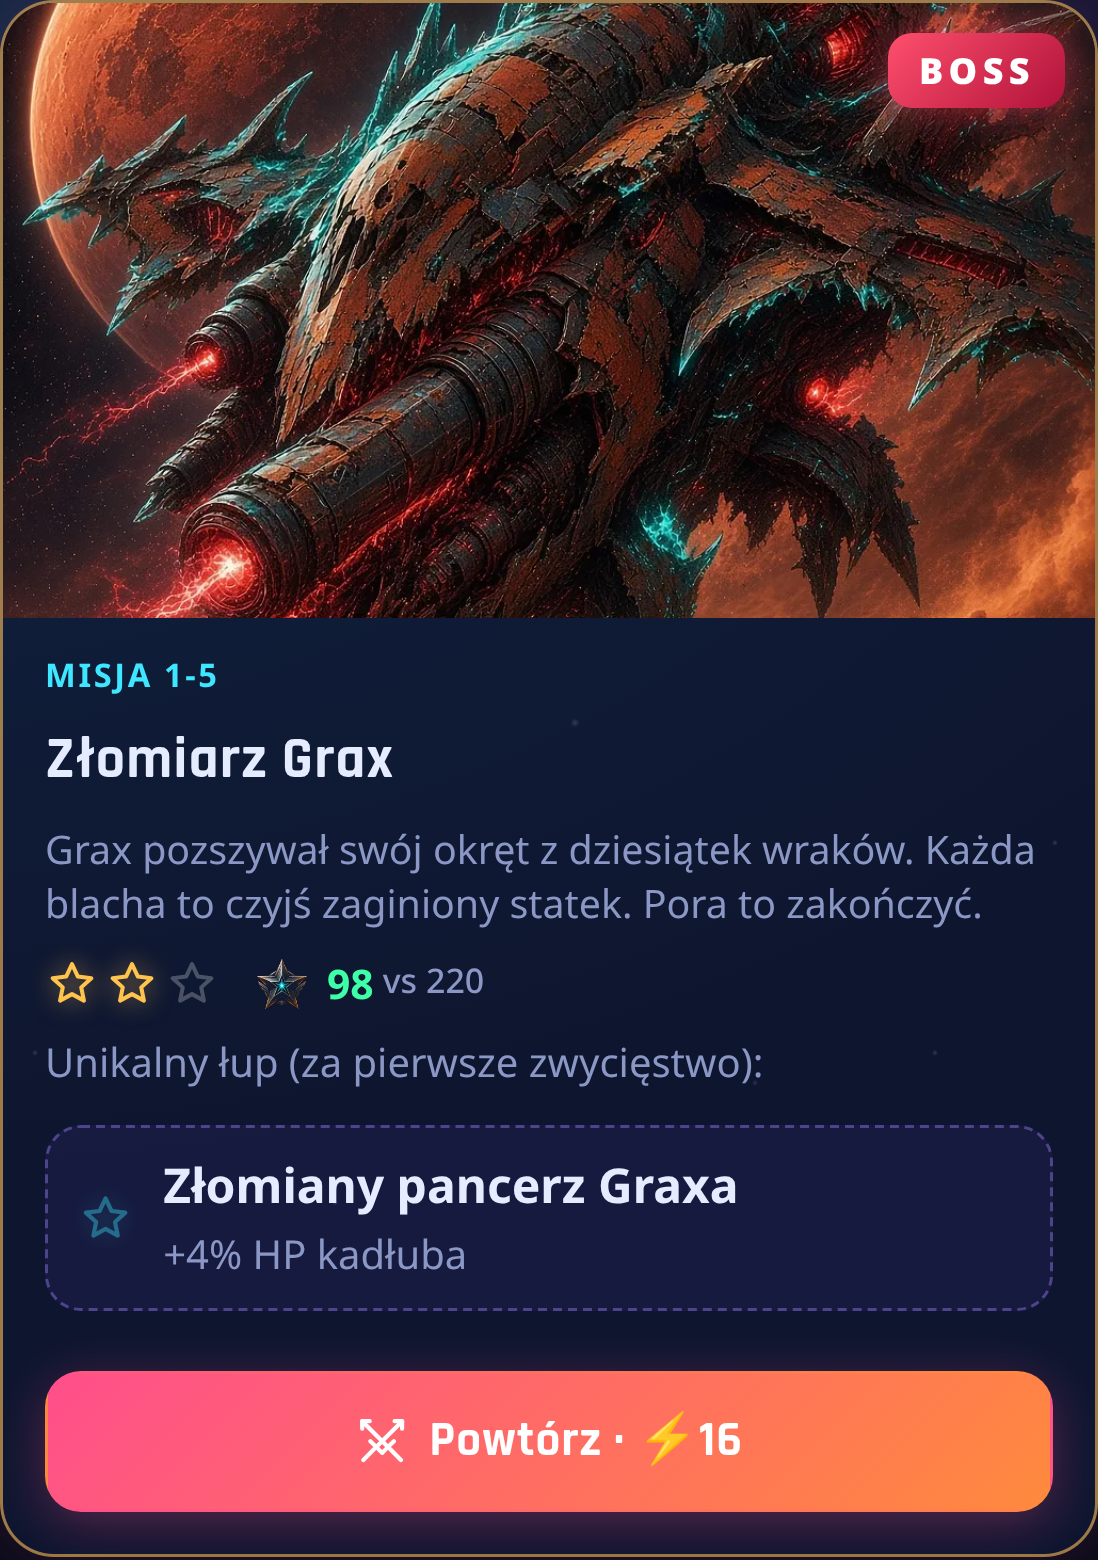 BOSS
MISJA 1-5
Złomiarz Grax
Grax pozszywał swój okręt z dziesiątek wraków. Każda
blacha to czyjś zaginiony statek. Pora to zakończyć.
98 vs 220
Unikalny łup (za pierwsze zwycięstwo):
Złomiany pancerz Graxa
+4% HP kadłuba
Powtórz · ⚡16